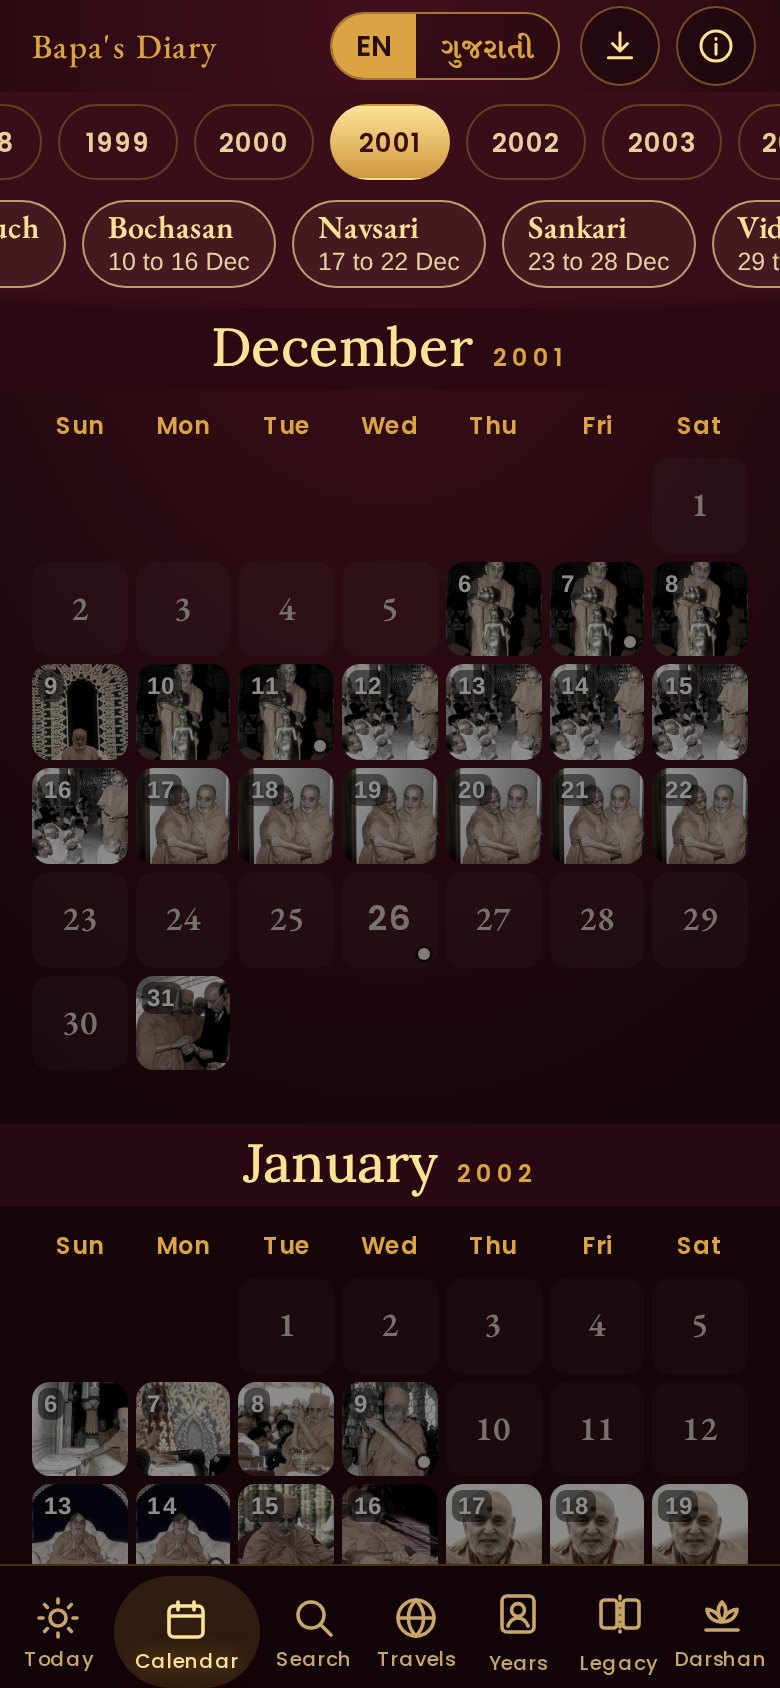 Bapa's Diary EN ગુજરાતી
8 1999 2000 2001 2002 2003 20
uch Bochasan Navsari Sankari Vid
10 to 16 Dec 17 to 22 Dec 23 to 28 Dec 29 t
December 2001
Sun Mon Tue Wed Thu Fri Sat
1
2 3 4 5 6 7 8
9 10 11 12 13 14 15
16 17 18 19 20 21 22
23 24 25 26 27 28 29
30 31
January 2002
Sun Mon Tue Wed Thu Fri Sat
1 2 3 4 5
6 7 8 9 10 11 12
13 14 15 16 17 18 19
Today Calendar Search Travels Years Legacy Darshan